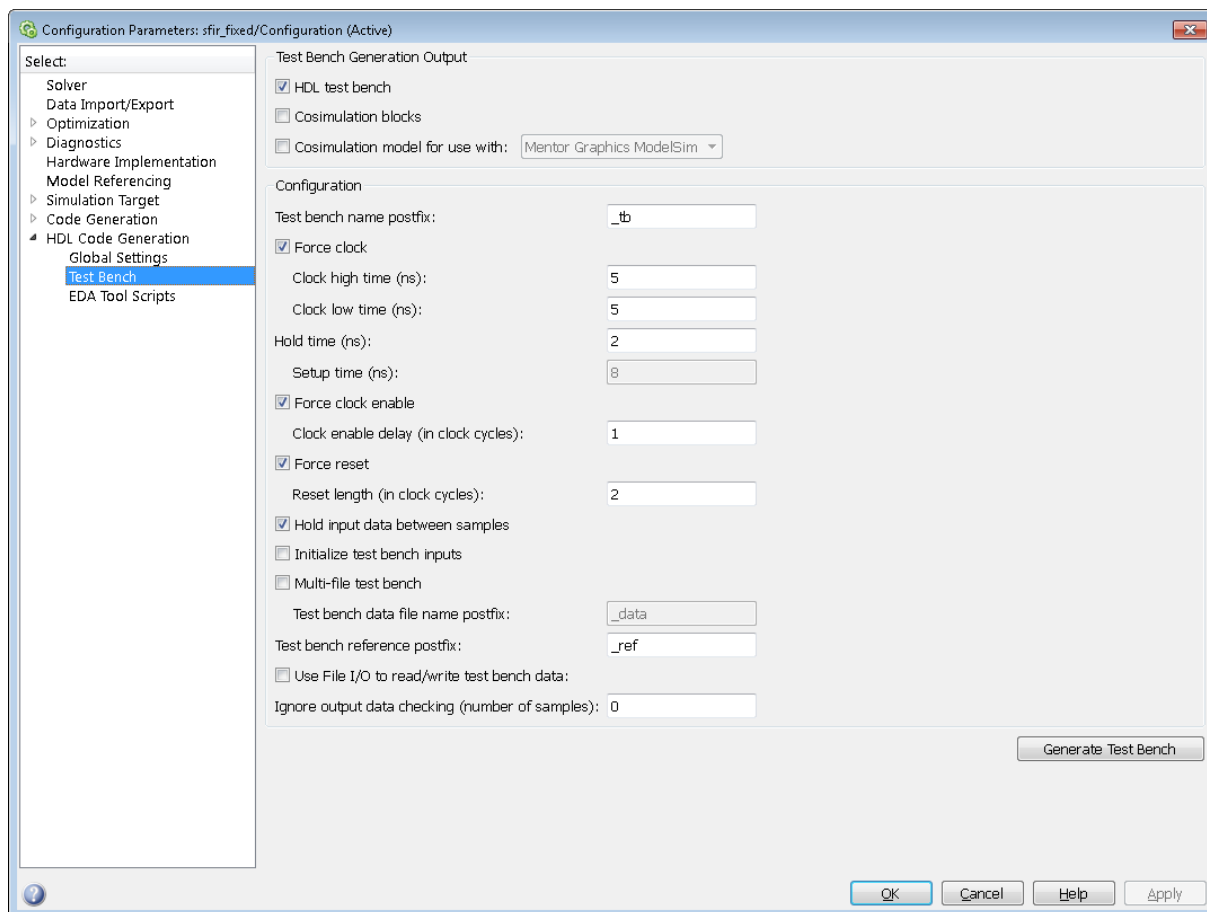 Configuration Parameters: sfir_fixed/Configuration (Active)
Select:
Solver
Data Import/Export
Optimization
Diagnostics
Hardware Implementation
Model Referencing
Simulation Target
Code Generation
HDL Code Generation
Global Settings
Test Bench
EDA Tool Scripts
Test Bench Generation Output
HDL test bench
Cosimulation blocks
Cosimulation model for use with: Mentor Graphics ModelSim
Configuration
Test bench name postfix: _tb
Force clock
Clock high time (ns): 5
Clock low time (ns): 5
Hold time (ns): 2
Setup time (ns): 8
Force clock enable
Clock enable delay (in clock cycles): 1
Force reset
Reset length (in clock cycles): 2
Hold input data between samples
Initialize test bench inputs
Multi-file test bench
Test bench data file name postfix: _data
Test bench reference postfix: _ref
Use File I/O to read/write test bench data:
Ignore output data checking (number of samples): 0
Generate Test Bench
OK Cancel Help Apply